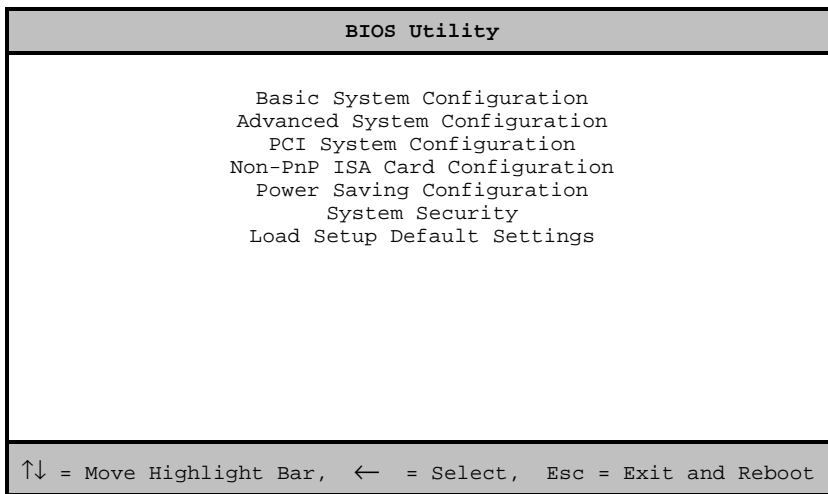 BIOS Utility
Basic System Configuration
Advanced System Configuration
PCI System Configuration
Non-PnP ISA Card Configuration
Power Saving Configuration
System Security
Load Setup Default Settings
↑↓ = Move Highlight Bar, ← = Select, Esc = Exit and Reboot